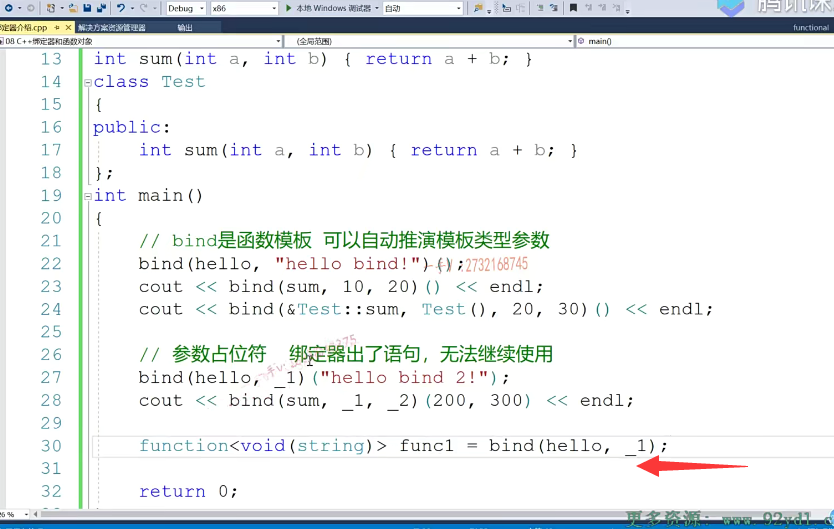 Debug x86 本地 Windows 调试器 自动
定器介绍.cpp 解决方案资源管理器 输出 functional
08 C++绑定器和函数对象 (全局范围) main()
13 int sum(int a, int b) { return a + b; }
14 class Test
15 {
16 public:
17 int sum(int a, int b) { return a + b; }
18 };
19 int main()
20 {
21 // bind是函数模板 可以自动推演模板类型参数
22 bind(hello, "hello bind!")(); :2732168745
23 cout << bind(sum, 10, 20)() << endl;
24 cout << bind(&Test::sum, Test(), 20, 30)() << endl;
25
26 // 参数占位符 绑定器出了语句，无法继续使用
27 bind(hello, _1)("hello bind 2!");
28 cout << bind(sum, _1, _2)(200, 300) << endl;
29
30 function<void(string)> func1 = bind(hello, _1);
31
32 return 0;
更多资源: